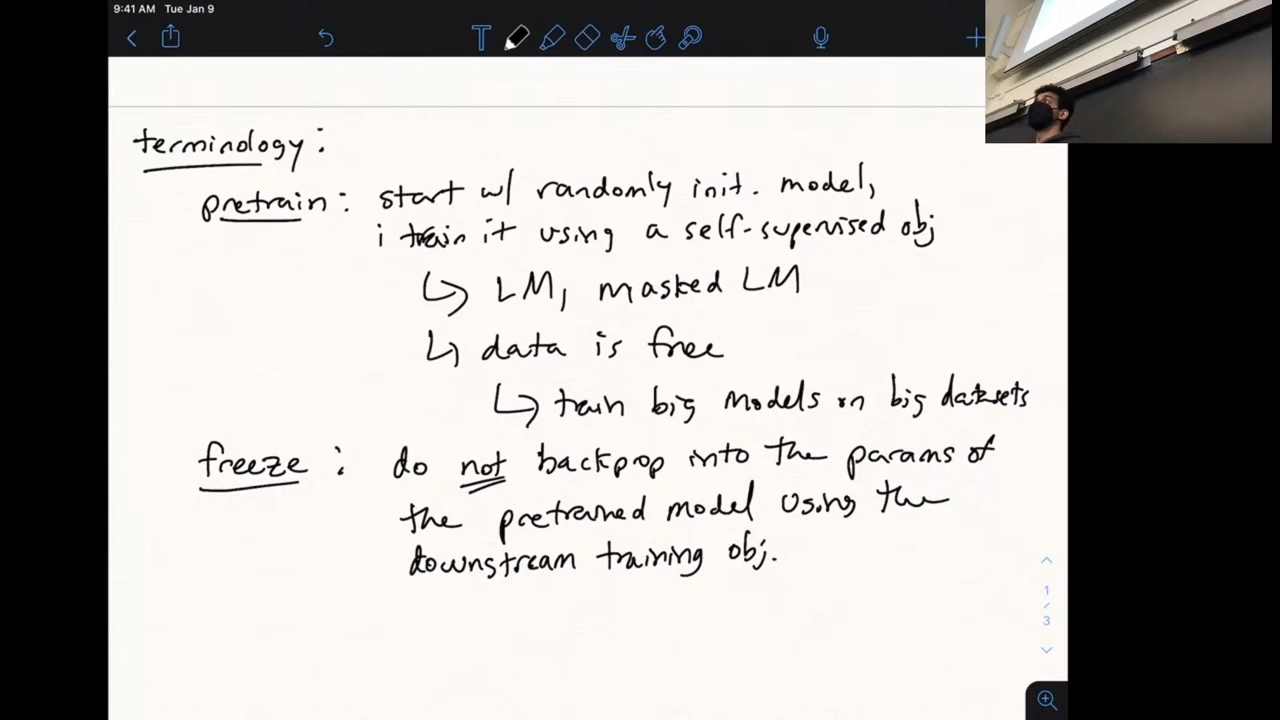 9:41 AM Tue Jan 9
terminology:
pretrain: start w/ randomly init. model,
i train it using a self-supervised obj
↳ LM, masked LM
↳ data is free
↳ train big models on big datasets
freeze: do not backprop into the params of
the pretrained model using the
downstream training obj.
1
/
3